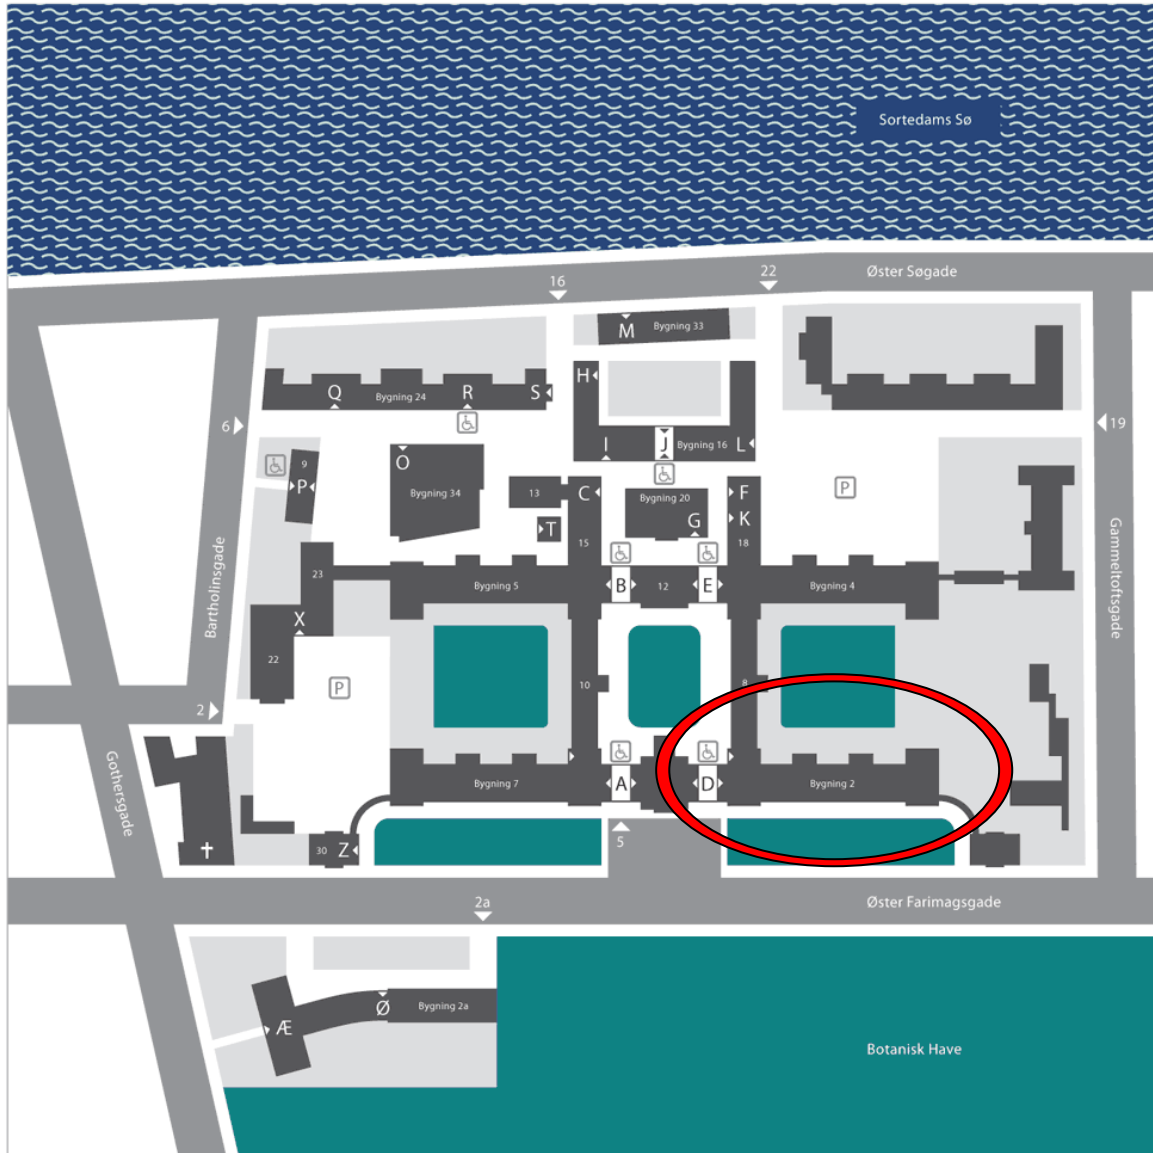 Sortedams Sø
Øster Søgade
16
22
M
Bygning 33
H
Q
Bygning 24
R
S
6
19
I
J
Bygning 16
L
O
9
P
Bygning 34
13
C
Bygning 20
G
F
K
P
T
15
18
Bartholinsgade
Gammeltoftsgade
23
Bygning 5
B
12
E
Bygning 4
X
22
P
10
8
2
Gothersgade
Bygning 7
A
D
Bygning 2
30
Z
5
2a
Øster Farimagsgade
Æ
Ø
Bygning 2a
Botanisk Have